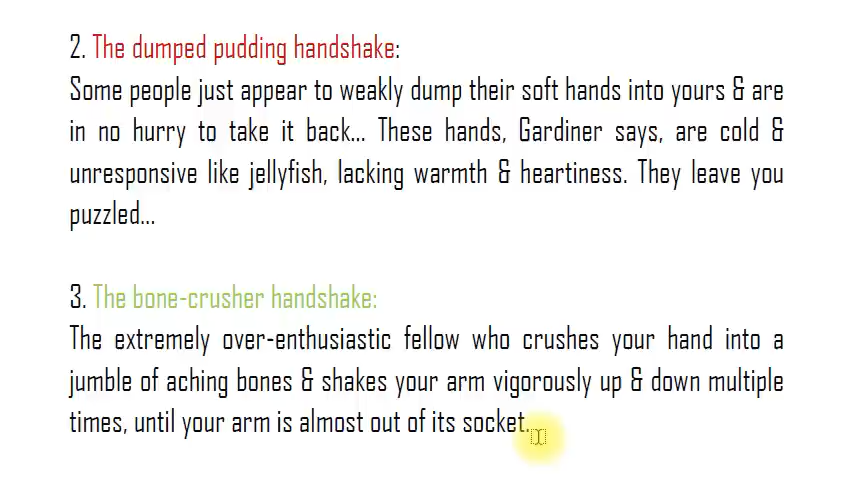 2. The dumped pudding handshake:
Some people just appear to weakly dump their soft hands into yours & are
in no hurry to take it back... These hands, Gardiner says, are cold &
unresponsive like jellyfish, lacking warmth & heartiness. They leave you
puzzled...
3. The bone-crusher handshake:
The extremely over-enthusiastic fellow who crushes your hand into a
jumble of aching bones & shakes your arm vigorously up & down multiple
times, until your arm is almost out of its socket.